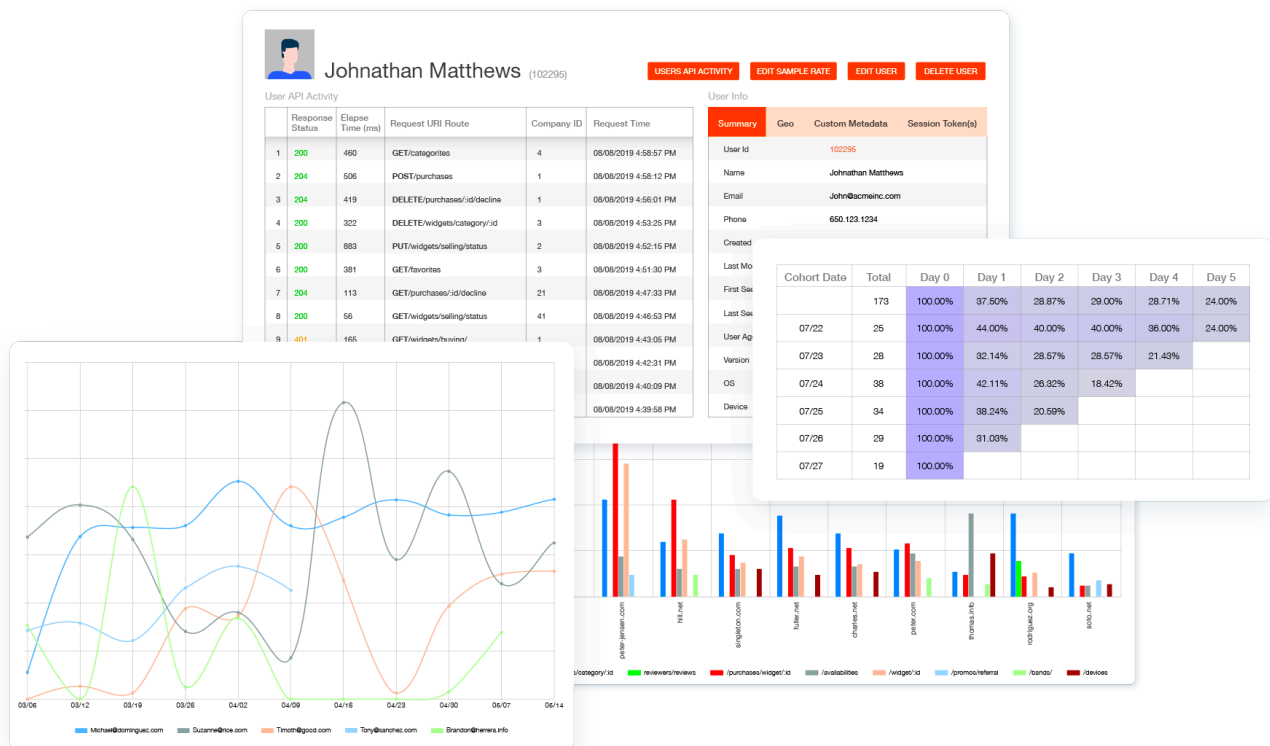 Johnathan Matthews (102295)
USERS API ACTIVITY EDIT SAMPLE RATE EDIT USER DELETE USER
User API Activity
Response Status Elapse Time (ms) Request URI Route Company ID Request Time
1 200 460 GET/categorites 4 08/08/2019 4:58:57 PM
2 204 506 POST/purchases 1 08/08/2019 4:58:12 PM
3 204 419 DELETE/purchases/:id/decline 1 08/08/2019 4:56:01 PM
4 200 322 DELETE/widgets/category/:id 3 08/08/2019 4:53:25 PM
5 200 883 PUT/widgets/selling/status 2 08/08/2019 4:52:15 PM
6 200 381 GET/favorites 3 08/08/2019 4:51:30 PM
7 204 113 GET/purchases/:id/decline 21 08/08/2019 4:47:33 PM
8 200 56 GET/widgets/selling/status 41 08/08/2019 4:46:53 PM
9 401 165 GET/widgets/buying/ 1 08/08/2019 4:43:05 PM
08/08/2019 4:42:31 PM
08/08/2019 4:40:09 PM
08/08/2019 4:39:58 PM
User Info
Summary Geo Custom Metadata Session Token(s)
User Id 102295
Name Johnathan Matthews
Email John@acmeinc.com
Phone 650.123.1234
Created
Last Mo
First See
Last See
User Age
Version
OS
Device
Cohort Date Total Day 0 Day 1 Day 2 Day 3 Day 4 Day 5
173 100.00% 37.50% 28.87% 29.00% 28.71% 24.00%
07/22 25 100.00% 44.00% 40.00% 40.00% 36.00% 24.00%
07/23 28 100.00% 32.14% 28.57% 28.57% 21.43%
07/24 38 100.00% 42.11% 26.32% 18.42%
07/25 34 100.00% 38.24% 20.59%
07/26 29 100.00% 31.03%
07/27 19 100.00%
03/06 03/12 03/19 03/26 04/02 04/09 04/16 04/23 04/30 06/07 06/14
Michael@dominguez.com Suzanne@rice.com Timoth@good.com Tony@sanchez.com Brandon@herrera.info
peter-jensen.com
hill.net
singleton.com
fuller.net
charles.net
peter.com
thomas.info
rodriguez.org
soto.net
s/category/:id reviewers/reviews /purchases/widget/:id /availabilities /widget/:id /promos/referral /bands/ /devices